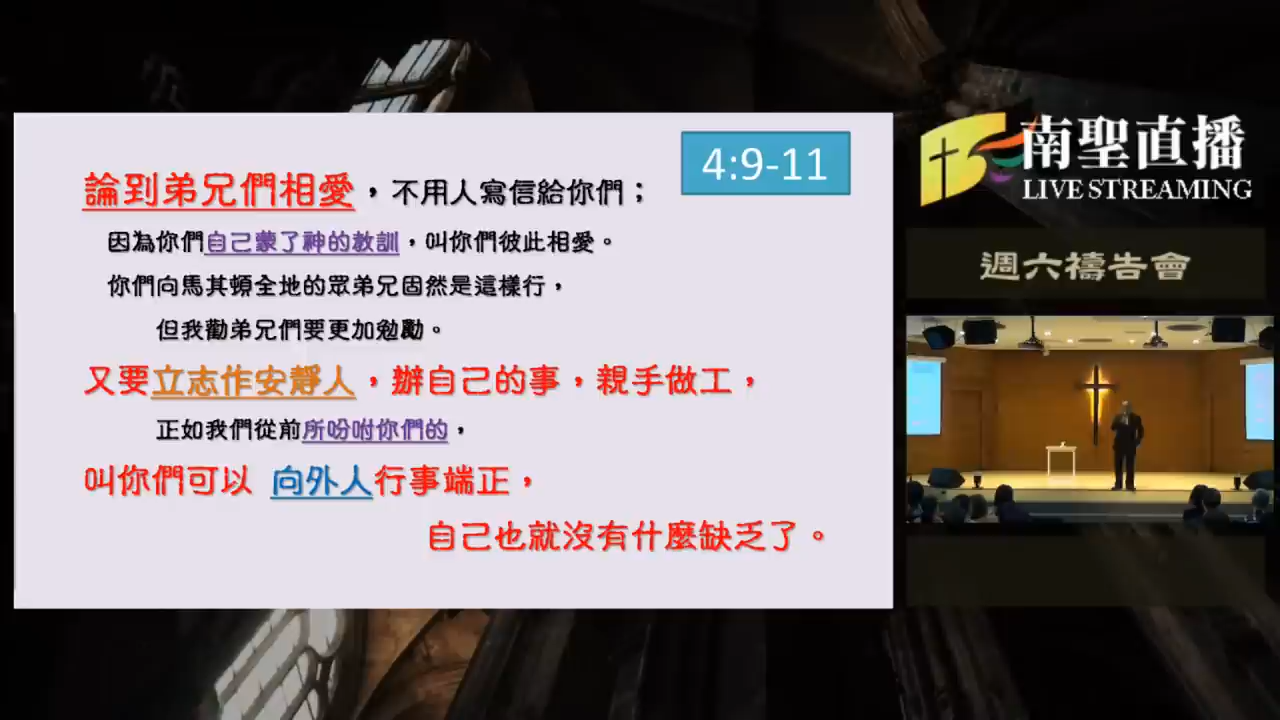 4:9-11
論到弟兄們相愛，不用人寫信給你們；
因為你們自己蒙了神的教訓，叫你們彼此相愛。
你們向馬其頓全地的眾弟兄固然是這樣行，
但我勸弟兄們要更加勉勵。
又要立志作安靜人，辦自己的事，親手做工，
正如我們從前所吩咐你們的，
叫你們可以 向外人行事端正，
自己也就沒有什麼缺乏了。
南聖直播
LIVE STREAMING
週六禱告會